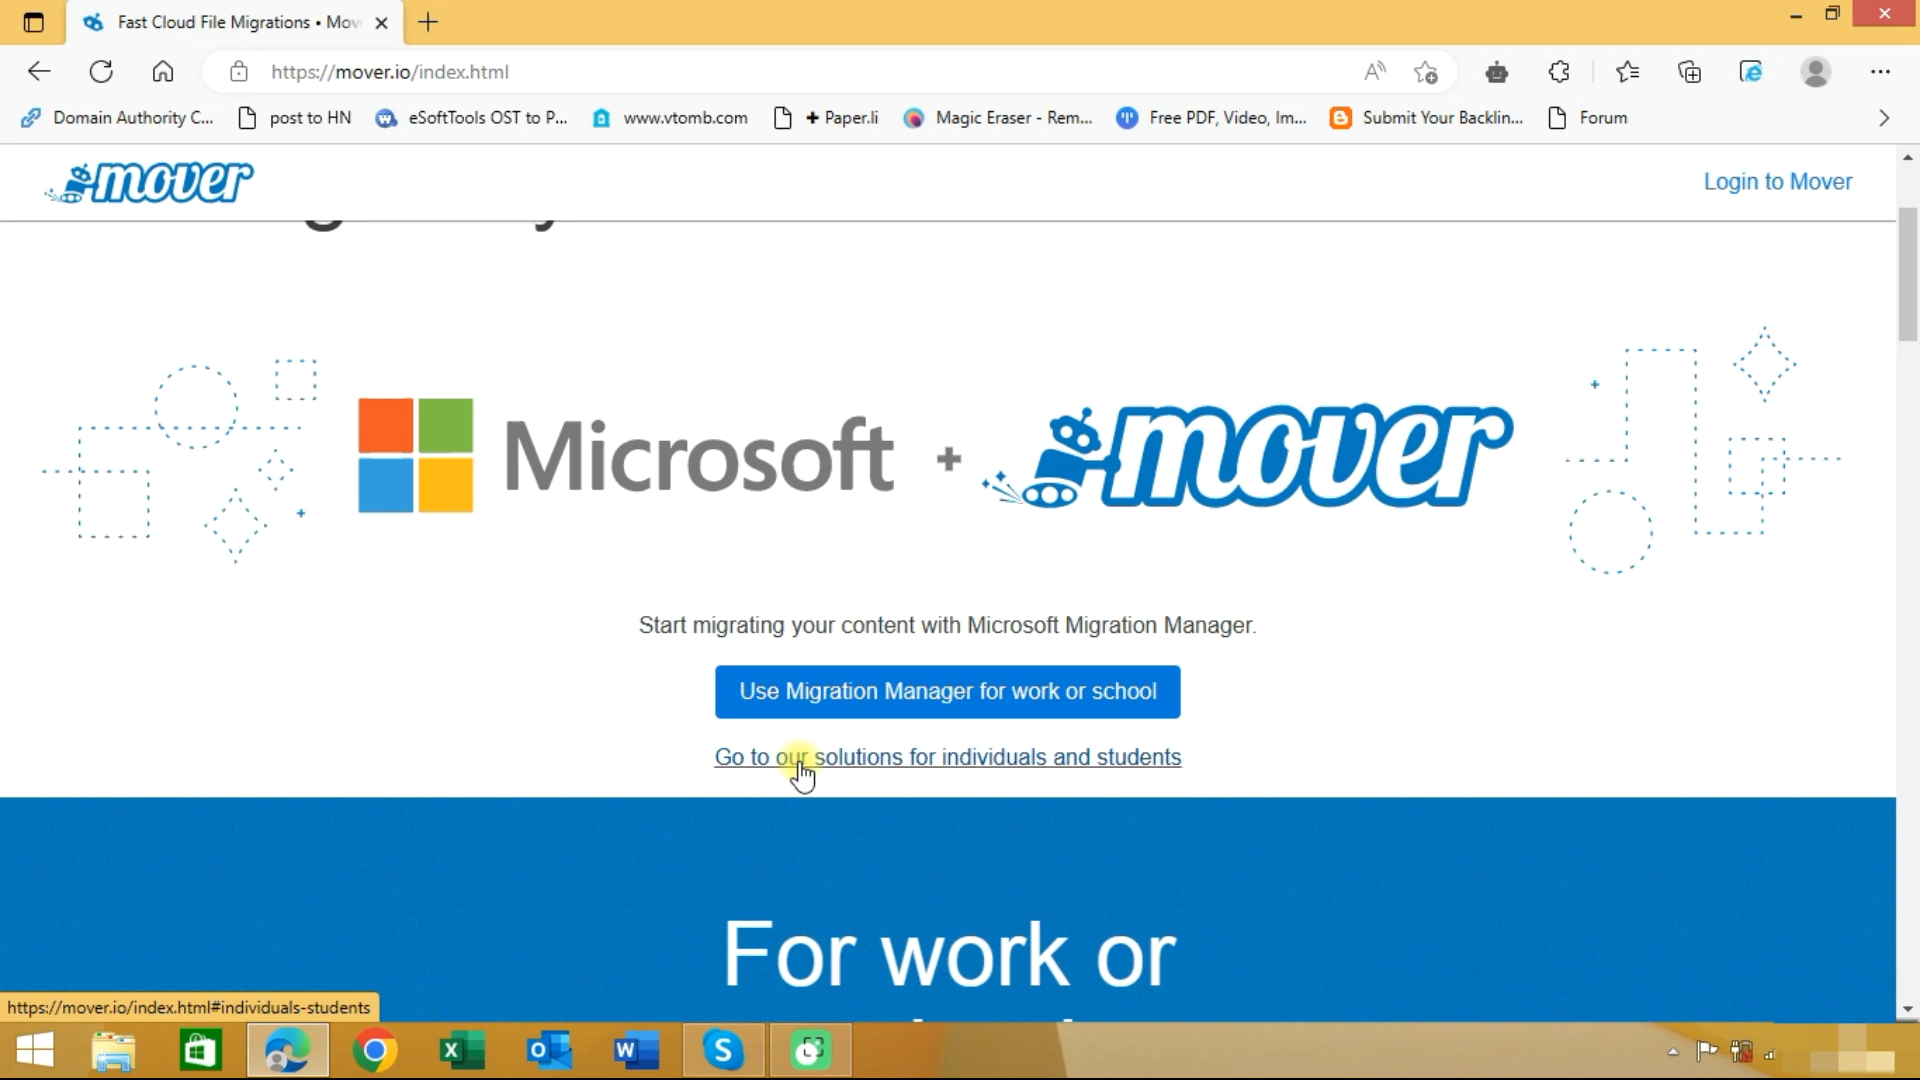 Fast Cloud File Migrations • Mov
https://mover.io/index.html
Domain Authority C...
post to HN
eSoftTools OST to P...
www.vtomb.com
+ Paper.li
Magic Eraser - Rem...
Free PDF, Video, Im...
Submit Your Backlin...
Forum
mover
Login to Mover
Microsoft + mover
Start migrating your content with Microsoft Migration Manager.
Use Migration Manager for work or school
Go to our solutions for individuals and students
For work or
https://mover.io/index.html#individuals-students